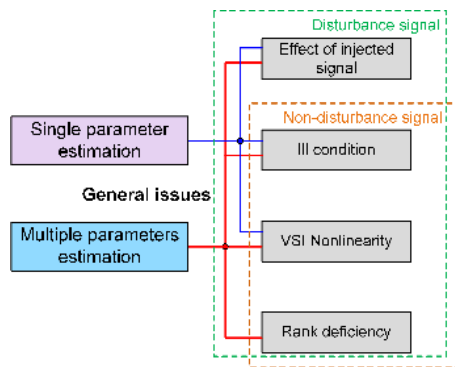 Disturbance signal
Effect of injected
signal
Non-disturbance signal
Single parameter
estimation
Ill condition
General issues
Multiple parameters
estimation
VSI Nonlinearity
Rank deficiency